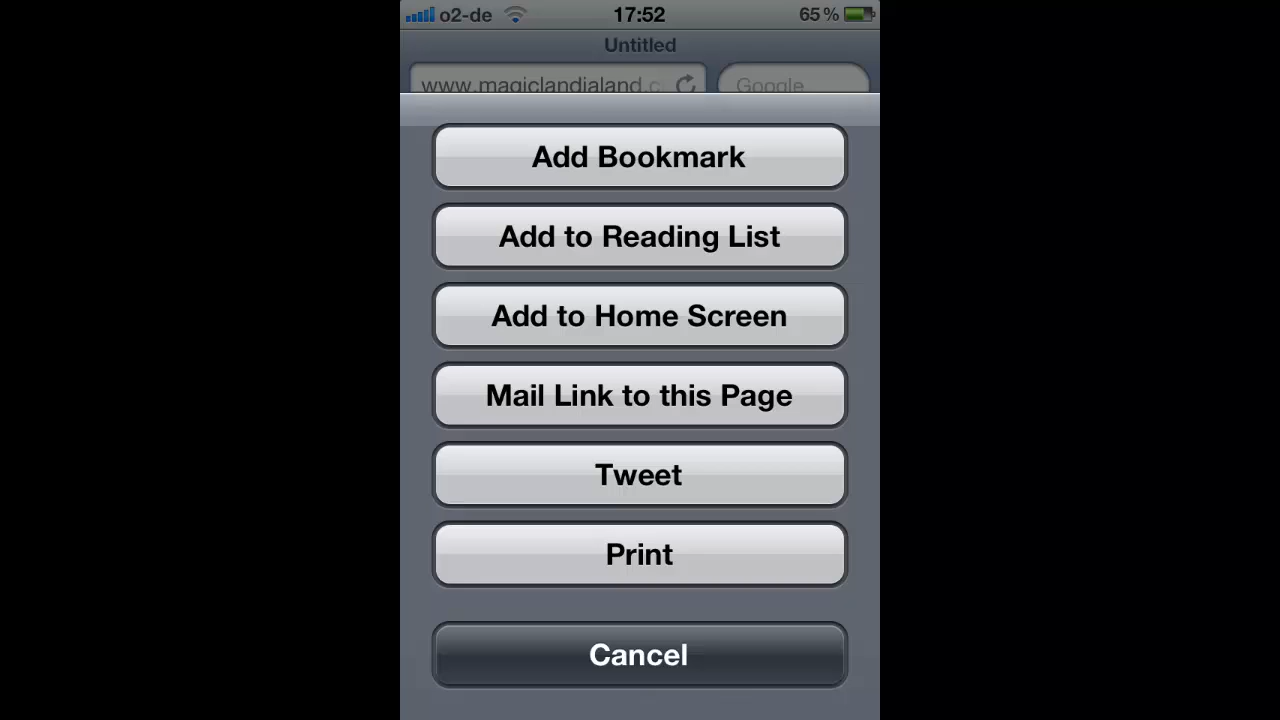 o2-de 17:52 65 %
Untitled
www.magiclandialand.c Google
Add Bookmark
Add to Reading List
Add to Home Screen
Mail Link to this Page
Tweet
Print
Cancel